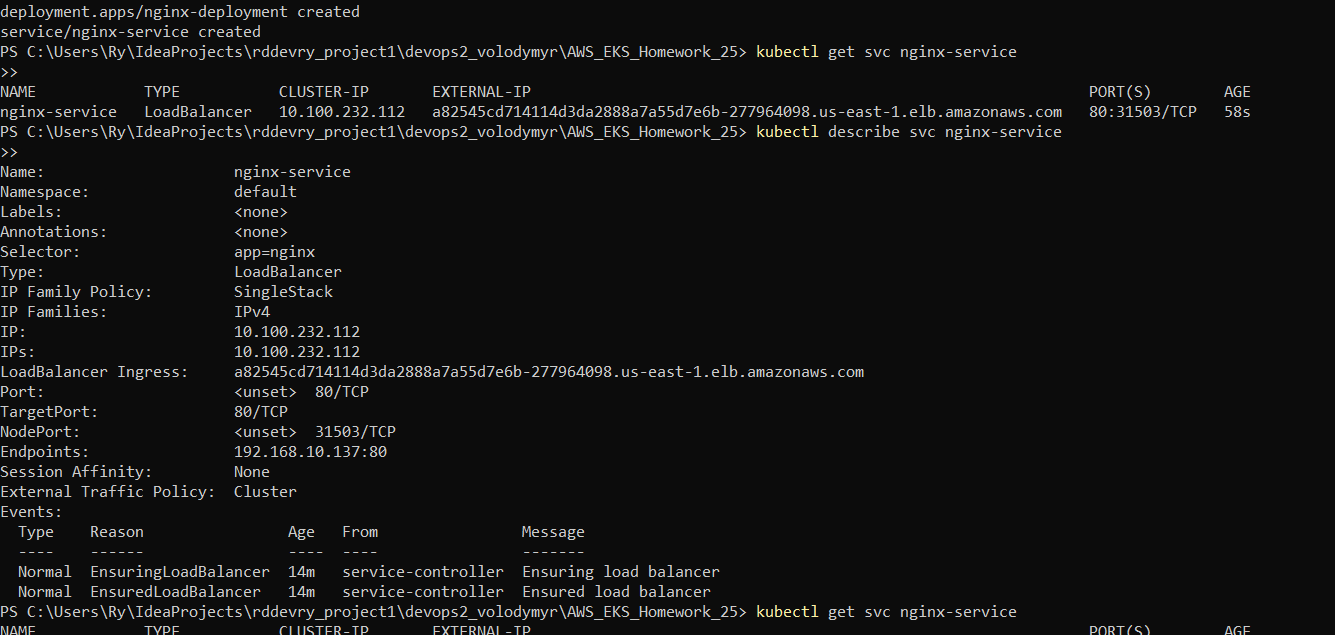 deployment.apps/nginx-deployment created
service/nginx-service created
PS C:\Users\Ry\IdeaProjects\rddevry_project1\devops2_volodymyr\AWS_EKS_Homework_25> kubectl get svc nginx-service
>>
NAME            TYPE           CLUSTER-IP       EXTERNAL-IP                                                              PORT(S)        AGE
nginx-service   LoadBalancer   10.100.232.112   a82545cd714114d3da2888a7a55d7e6b-277964098.us-east-1.elb.amazonaws.com   80:31503/TCP   58s
PS C:\Users\Ry\IdeaProjects\rddevry_project1\devops2_volodymyr\AWS_EKS_Homework_25> kubectl describe svc nginx-service
>>
Name:                     nginx-service
Namespace:                default
Labels:                   <none>
Annotations:              <none>
Selector:                 app=nginx
Type:                     LoadBalancer
IP Family Policy:         SingleStack
IP Families:              IPv4
IP:                       10.100.232.112
IPs:                      10.100.232.112
LoadBalancer Ingress:     a82545cd714114d3da2888a7a55d7e6b-277964098.us-east-1.elb.amazonaws.com
Port:                     <unset>  80/TCP
TargetPort:               80/TCP
NodePort:                 <unset>  31503/TCP
Endpoints:                192.168.10.137:80
Session Affinity:         None
External Traffic Policy:  Cluster
Events:
  Type    Reason                Age   From                Message
  ----    ------                ----  ----                -------
  Normal  EnsuringLoadBalancer  14m   service-controller  Ensuring load balancer
  Normal  EnsuredLoadBalancer   14m   service-controller  Ensured load balancer
PS C:\Users\Ry\IdeaProjects\rddevry_project1\devops2_volodymyr\AWS_EKS_Homework_25> kubectl get svc nginx-service
NAME            TYPE           CLUSTER-IP       EXTERNAL-IP                                                              PORT(S)        AGE